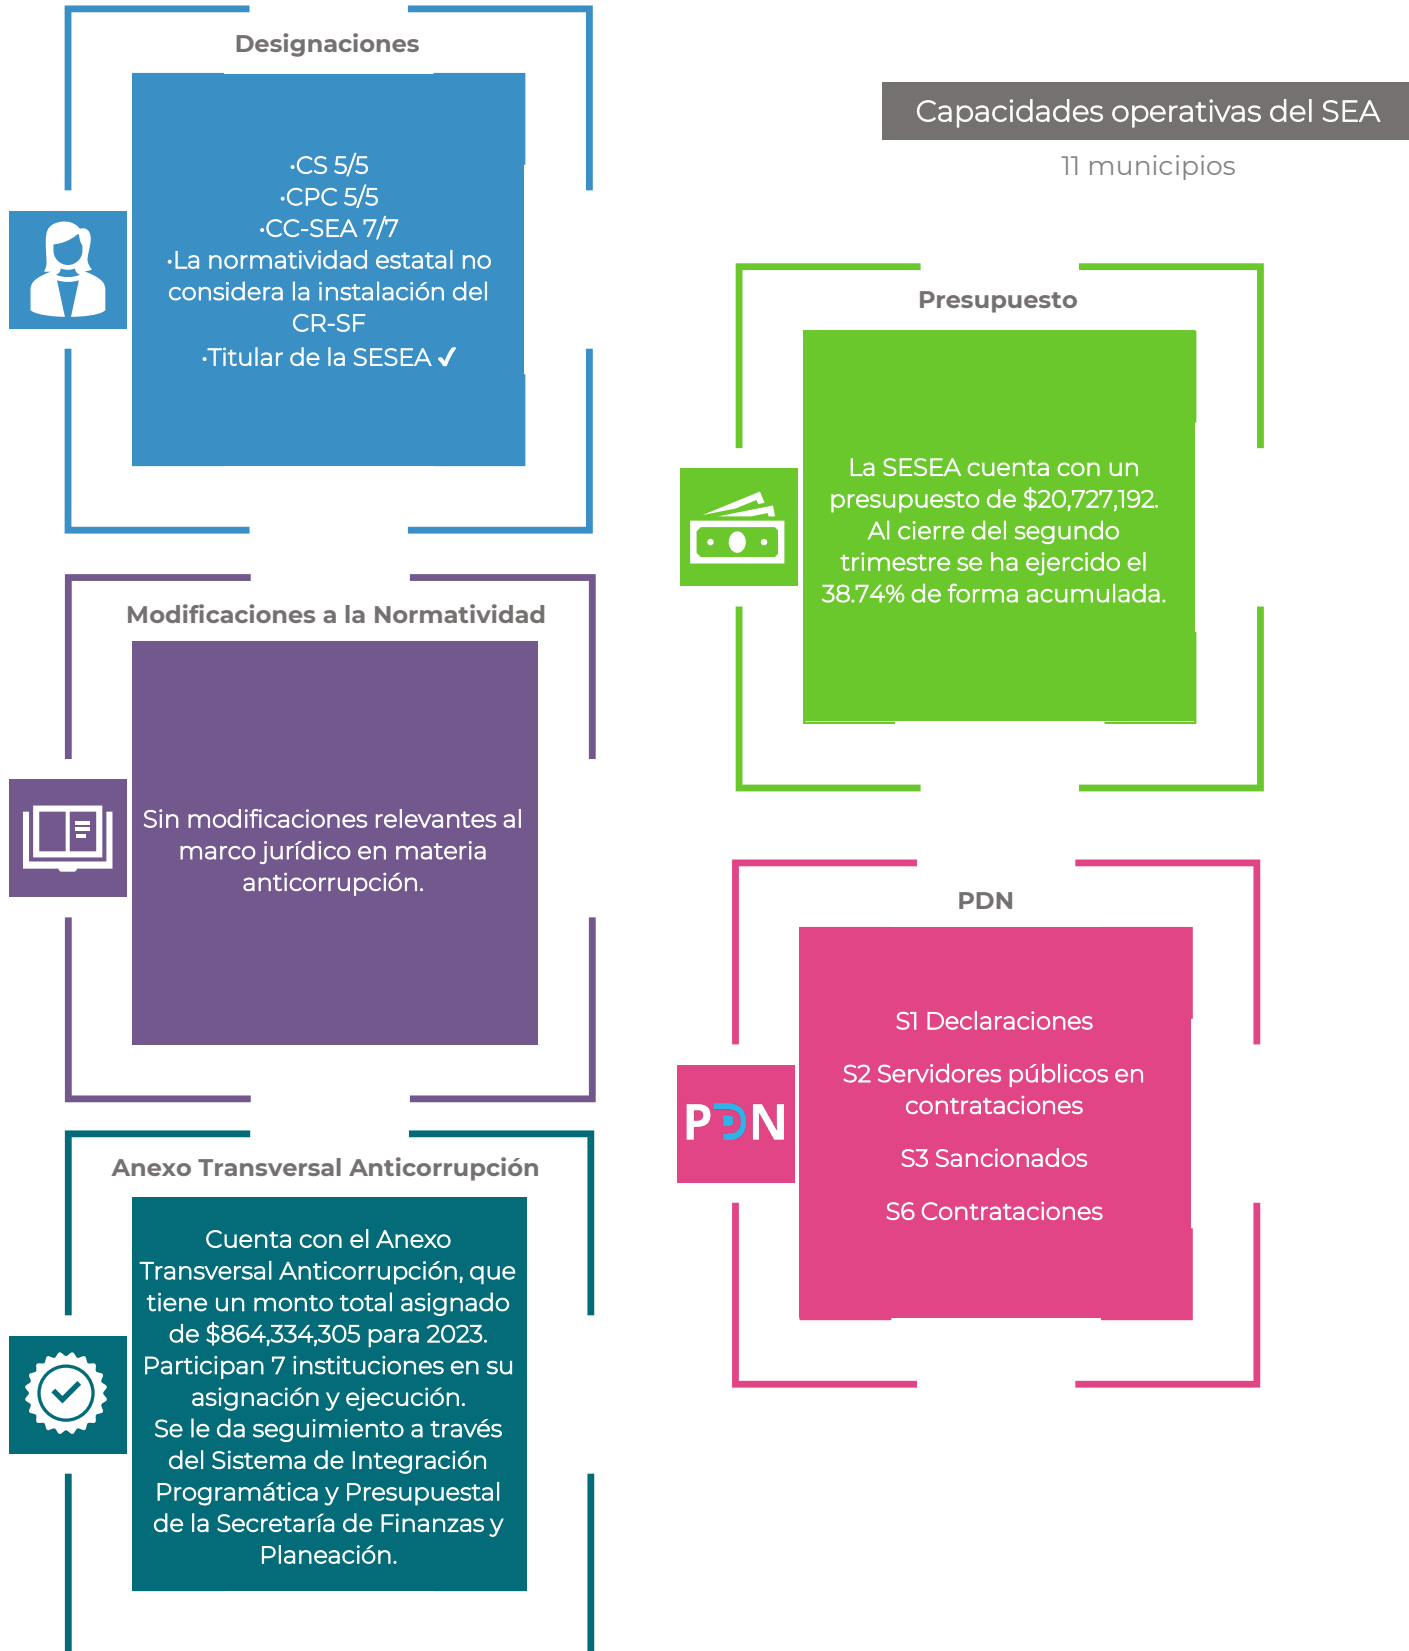 Designaciones
•CS 5/5
•CPC 5/5
•CC-SEA 7/7
•La normatividad estatal no
considera la instalación del
CR-SF
•Titular de la SESEA ✓
Modificaciones a la Normatividad
Sin modificaciones relevantes al
marco jurídico en materia
anticorrupción.
Anexo Transversal Anticorrupción
Cuenta con el Anexo
Transversal Anticorrupción, que
tiene un monto total asignado
de $864,334,305 para 2023.
Participan 7 instituciones en su
asignación y ejecución.
Se le da seguimiento a través
del Sistema de Integración
Programática y Presupuestal
de la Secretaría de Finanzas y
Planeación.
Capacidades operativas del SEA
11 municipios
Presupuesto
La SESEA cuenta con un
presupuesto de $20,727,192.
Al cierre del segundo
trimestre se ha ejercido el
38.74% de forma acumulada.
PDN
PDN
S1 Declaraciones
S2 Servidores públicos en
contrataciones
S3 Sancionados
S6 Contrataciones